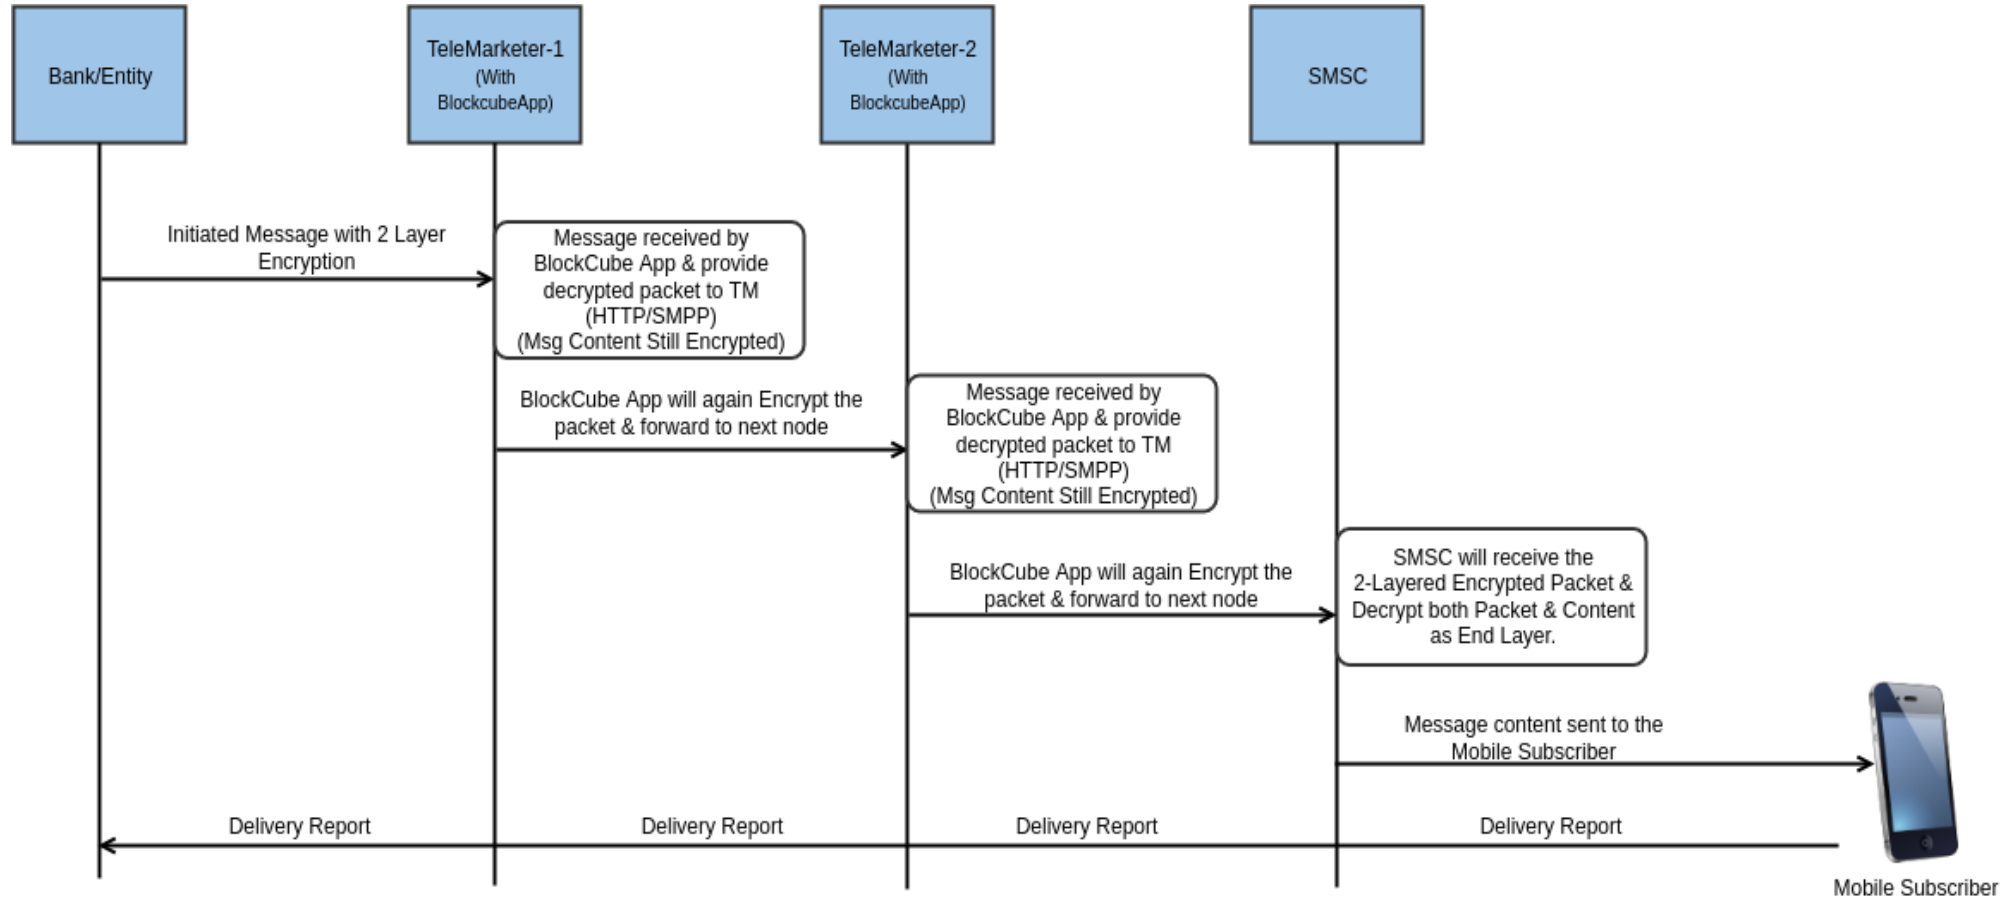 Bank/Entity
TeleMarketer-1
(With
BlockcubeApp)
TeleMarketer-2
(With
BlockcubeApp)
SMSC
Initiated Message with 2 Layer
Encryption
Message received by
BlockCube App & provide
decrypted packet to TM
(HTTP/SMPP)
(Msg Content Still Encrypted)
BlockCube App will again Encrypt the
packet & forward to next node
Message received by
BlockCube App & provide
decrypted packet to TM
(HTTP/SMPP)
(Msg Content Still Encrypted)
BlockCube App will again Encrypt the
packet & forward to next node
SMSC will receive the
2-Layered Encrypted Packet &
Decrypt both Packet & Content
as End Layer.
Message content sent to the
Mobile Subscriber
Delivery Report
Delivery Report
Delivery Report
Delivery Report
Mobile Subscriber